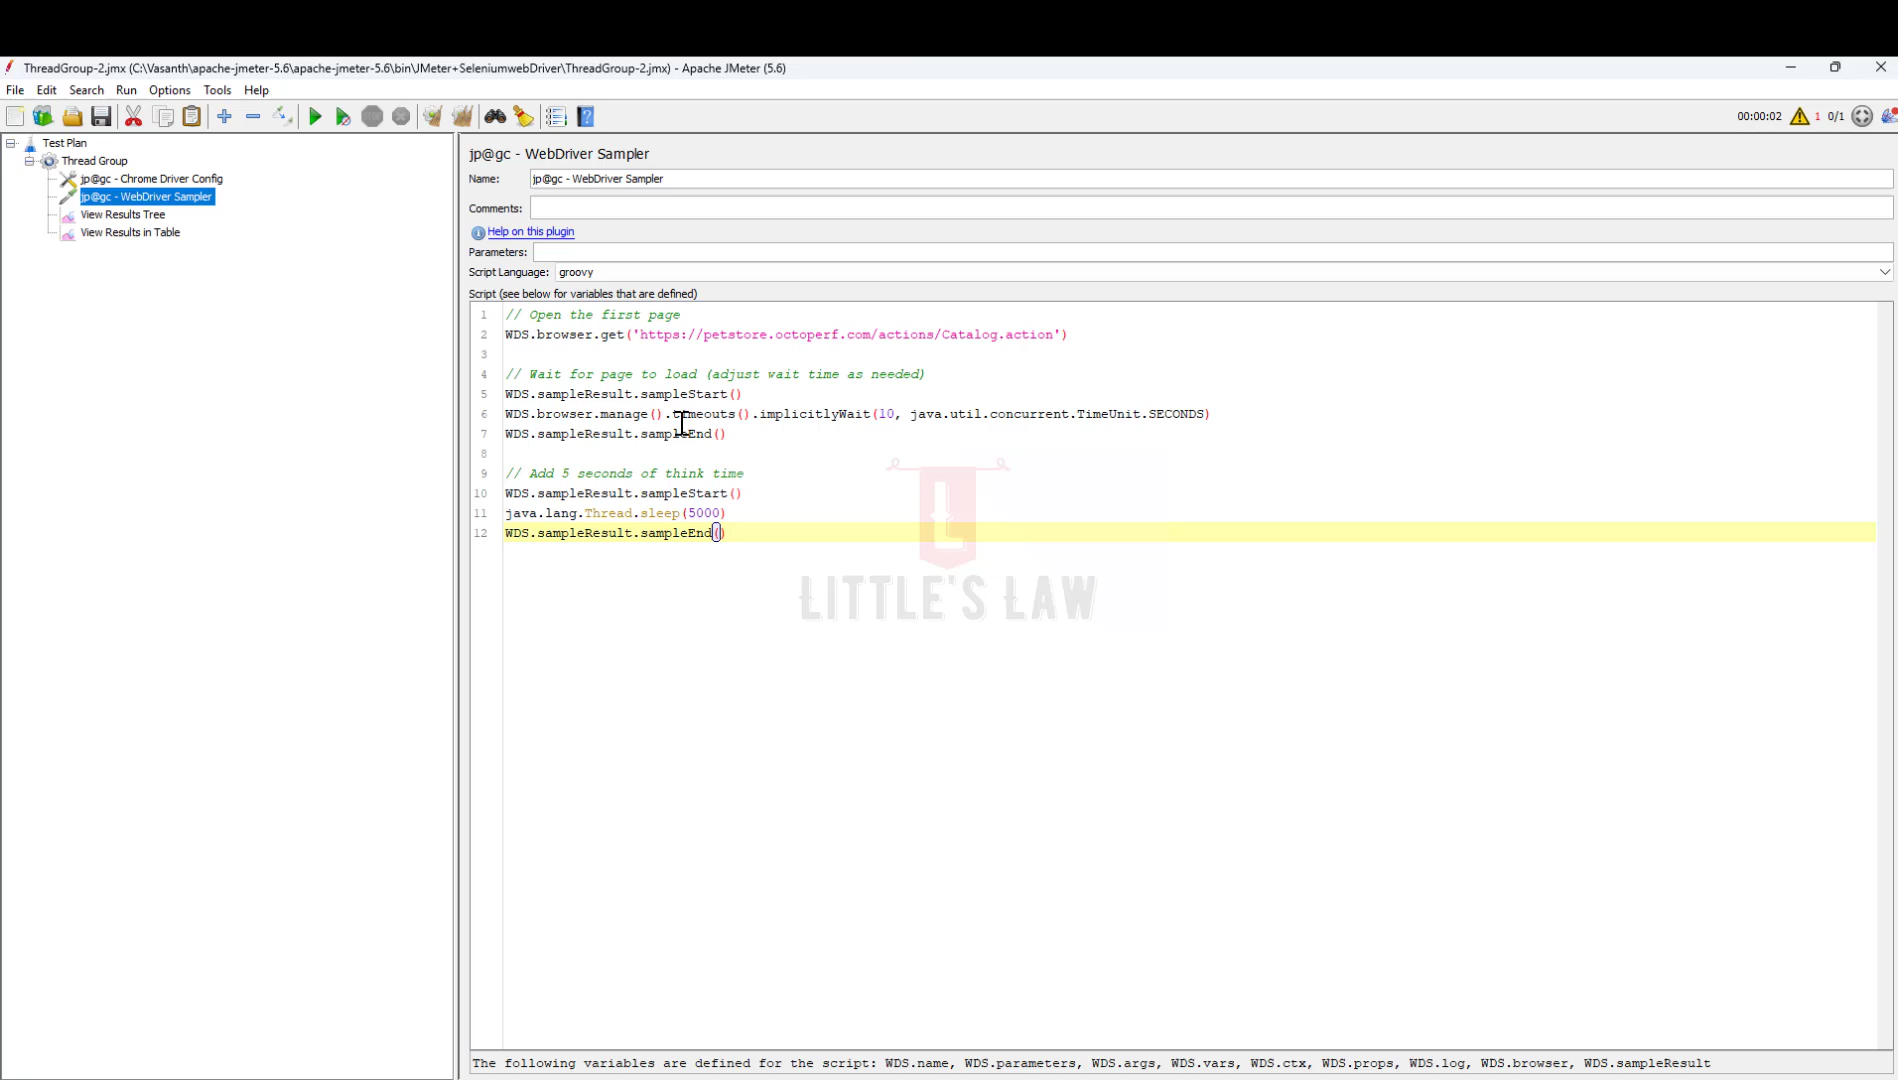 ThreadGroup-2.jmx (C:\Vasanth\apache-jmeter-5.6\apache-jmeter-5.6\bin\JMeter+SeleniumwebDriver\ThreadGroup-2.jmx) - Apache JMeter (5.6)
File Edit Search Run Options Tools Help
00:00:02 1 0/1
Test Plan
Thread Group
jp@gc - Chrome Driver Config
jp@gc - WebDriver Sampler
View Results Tree
View Results in Table
jp@gc - WebDriver Sampler
Name: jp@gc - WebDriver Sampler
Comments:
Help on this plugin
Parameters:
Script Language: groovy
Script (see below for variables that are defined)
1 // Open the first page
2 WDS.browser.get('https://petstore.octoperf.com/actions/Catalog.action')
3
4 // Wait for page to load (adjust wait time as needed)
5 WDS.sampleResult.sampleStart()
6 WDS.browser.manage().timeouts().implicitlyWait(10, java.util.concurrent.TimeUnit.SECONDS)
7 WDS.sampleResult.sampleEnd()
8
9 // Add 5 seconds of think time
10 WDS.sampleResult.sampleStart()
11 java.lang.Thread.sleep(5000)
12 WDS.sampleResult.sampleEnd()
LITTLE'S LAW
The following variables are defined for the script: WDS.name, WDS.parameters, WDS.args, WDS.vars, WDS.ctx, WDS.props, WDS.log, WDS.browser, WDS.sampleResult